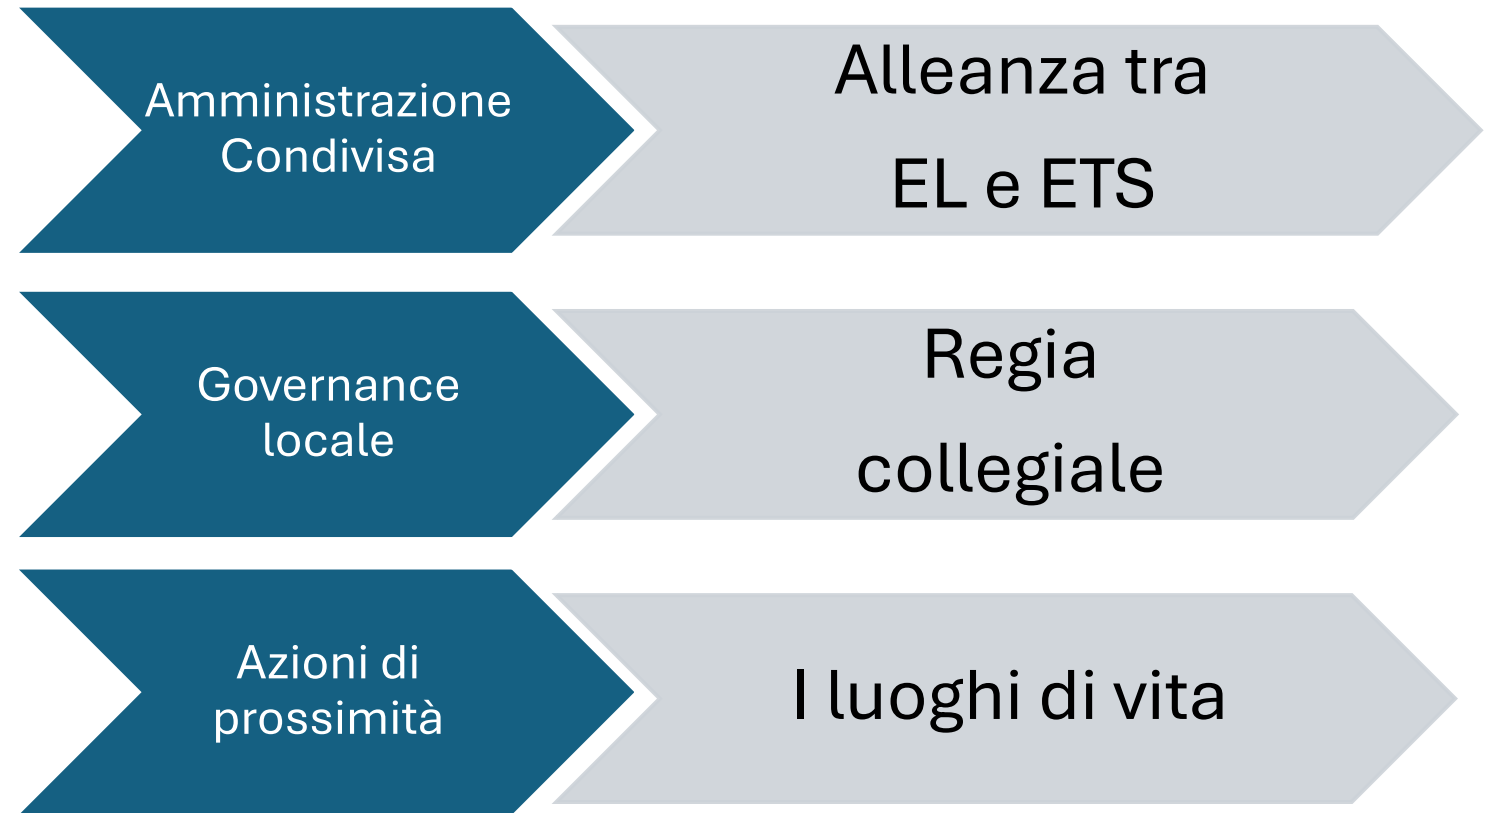 Amministrazione
Condivisa
Alleanza tra
EL e ETS
Governance
locale
Regia
collegiale
Azioni di
prossimità
I luoghi di vita